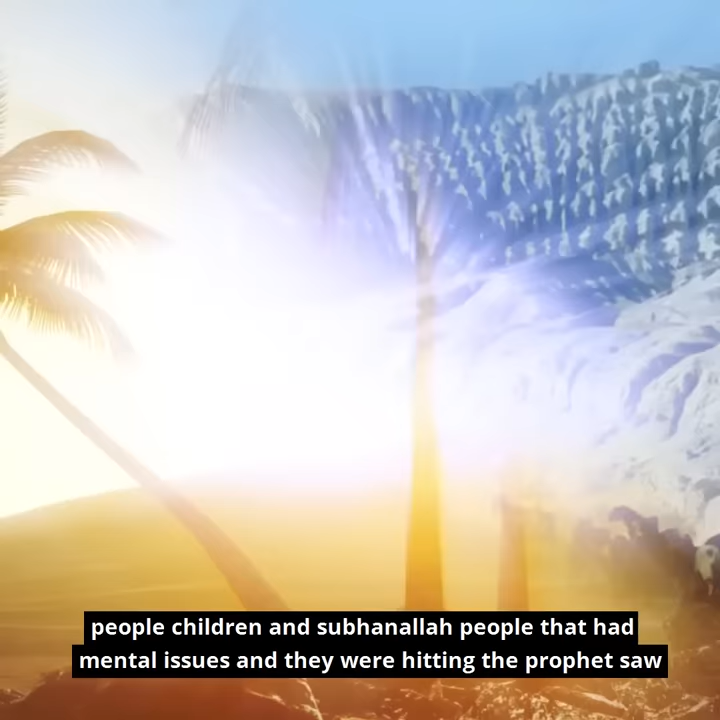 people children and subhanallah people that had
mental issues and they were hitting the prophet saw